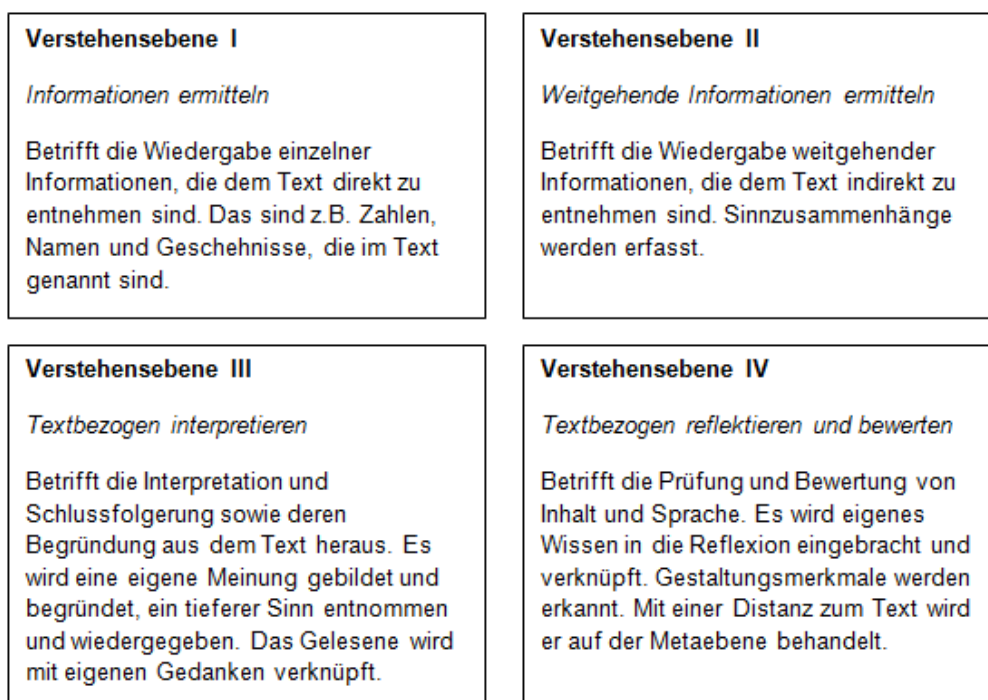 Verstehensebene I
Informationen ermitteln
Betrifft die Wiedergabe einzelner
Informationen, die dem Text direkt zu
entnehmen sind. Das sind z.B. Zahlen,
Namen und Geschehnisse, die im Text
genannt sind.
Verstehensebene II
Weitgehende Informationen ermitteln
Betrifft die Wiedergabe weitgehender
Informationen, die dem Text indirekt zu
entnehmen sind. Sinnzusammenhänge
werden erfasst.
Verstehensebene III
Textbezogen interpretieren
Betrifft die Interpretation und
Schlussfolgerung sowie deren
Begründung aus dem Text heraus. Es
wird eine eigene Meinung gebildet und
begründet, ein tieferer Sinn entnommen
und wiedergegeben. Das Gelesene wird
mit eigenen Gedanken verknüpft.
Verstehensebene IV
Textbezogen reflektieren und bewerten
Betrifft die Prüfung und Bewertung von
Inhalt und Sprache. Es wird eigenes
Wissen in die Reflexion eingebracht und
verknüpft. Gestaltungsmerkmale werden
erkannt. Mit einer Distanz zum Text wird
er auf der Metaebene behandelt.